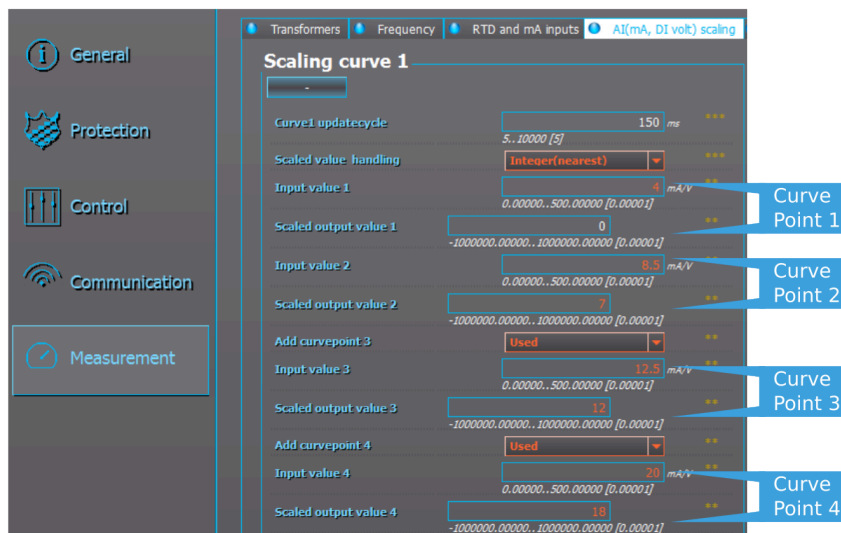 Transformers Frequency RTD and mA inputs AI(mA, DI volt) scaling
General
Protection
Control
Communication
Measurement
Scaling curve 1
-
Curve1 updatecycle 150 ms ***
5..10000 [5]
Scaled value handling Integer(nearest) ***
Input value 1 4 mA/V **
0.00000..500.00000 [0.00001]
Scaled output value 1 0 **
-1000000.00000..1000000.00000 [0.00001]
Curve
Point 1
Input value 2 8.5 mA/V **
0.00000..500.00000 [0.00001]
Scaled output value 2 7 **
-1000000.00000..1000000.00000 [0.00001]
Curve
Point 2
Add curvepoint 3 Used **
Input value 3 12.5 mA/V **
0.00000..500.00000 [0.00001]
Scaled output value 3 12 **
-1000000.00000..1000000.00000 [0.00001]
Curve
Point 3
Add curvepoint 4 Used **
Input value 4 20 mA/V **
0.00000..500.00000 [0.00001]
Scaled output value 4 18 **
-1000000.00000..1000000.00000 [0.00001]
Curve
Point 4